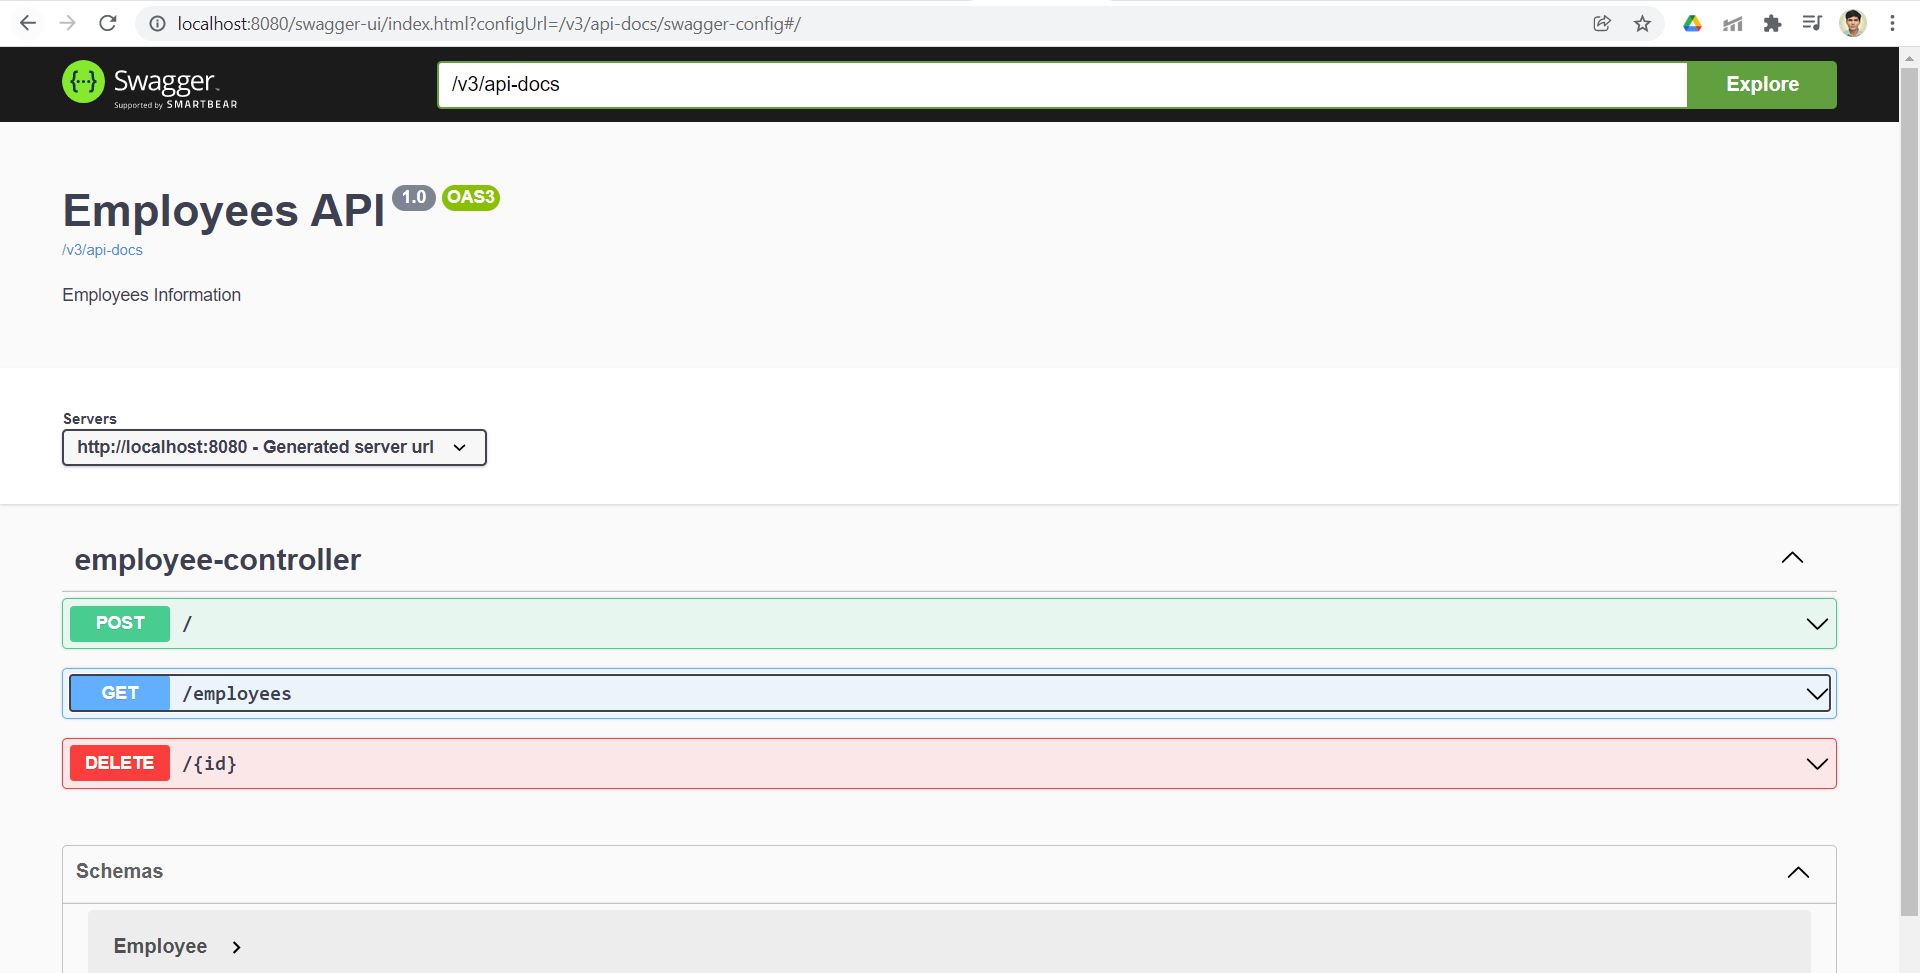 localhost:8080/swagger-ui/index.html?configUrl=/v3/api-docs/swagger-config#/
Swagger.
Supported by SMARTBEAR
/v3/api-docs
Explore
Employees API 1.0 OAS3
/v3/api-docs
Employees Information
Servers
http://localhost:8080 - Generated server url
employee-controller
POST /
GET /employees
DELETE /{id}
Schemas
Employee